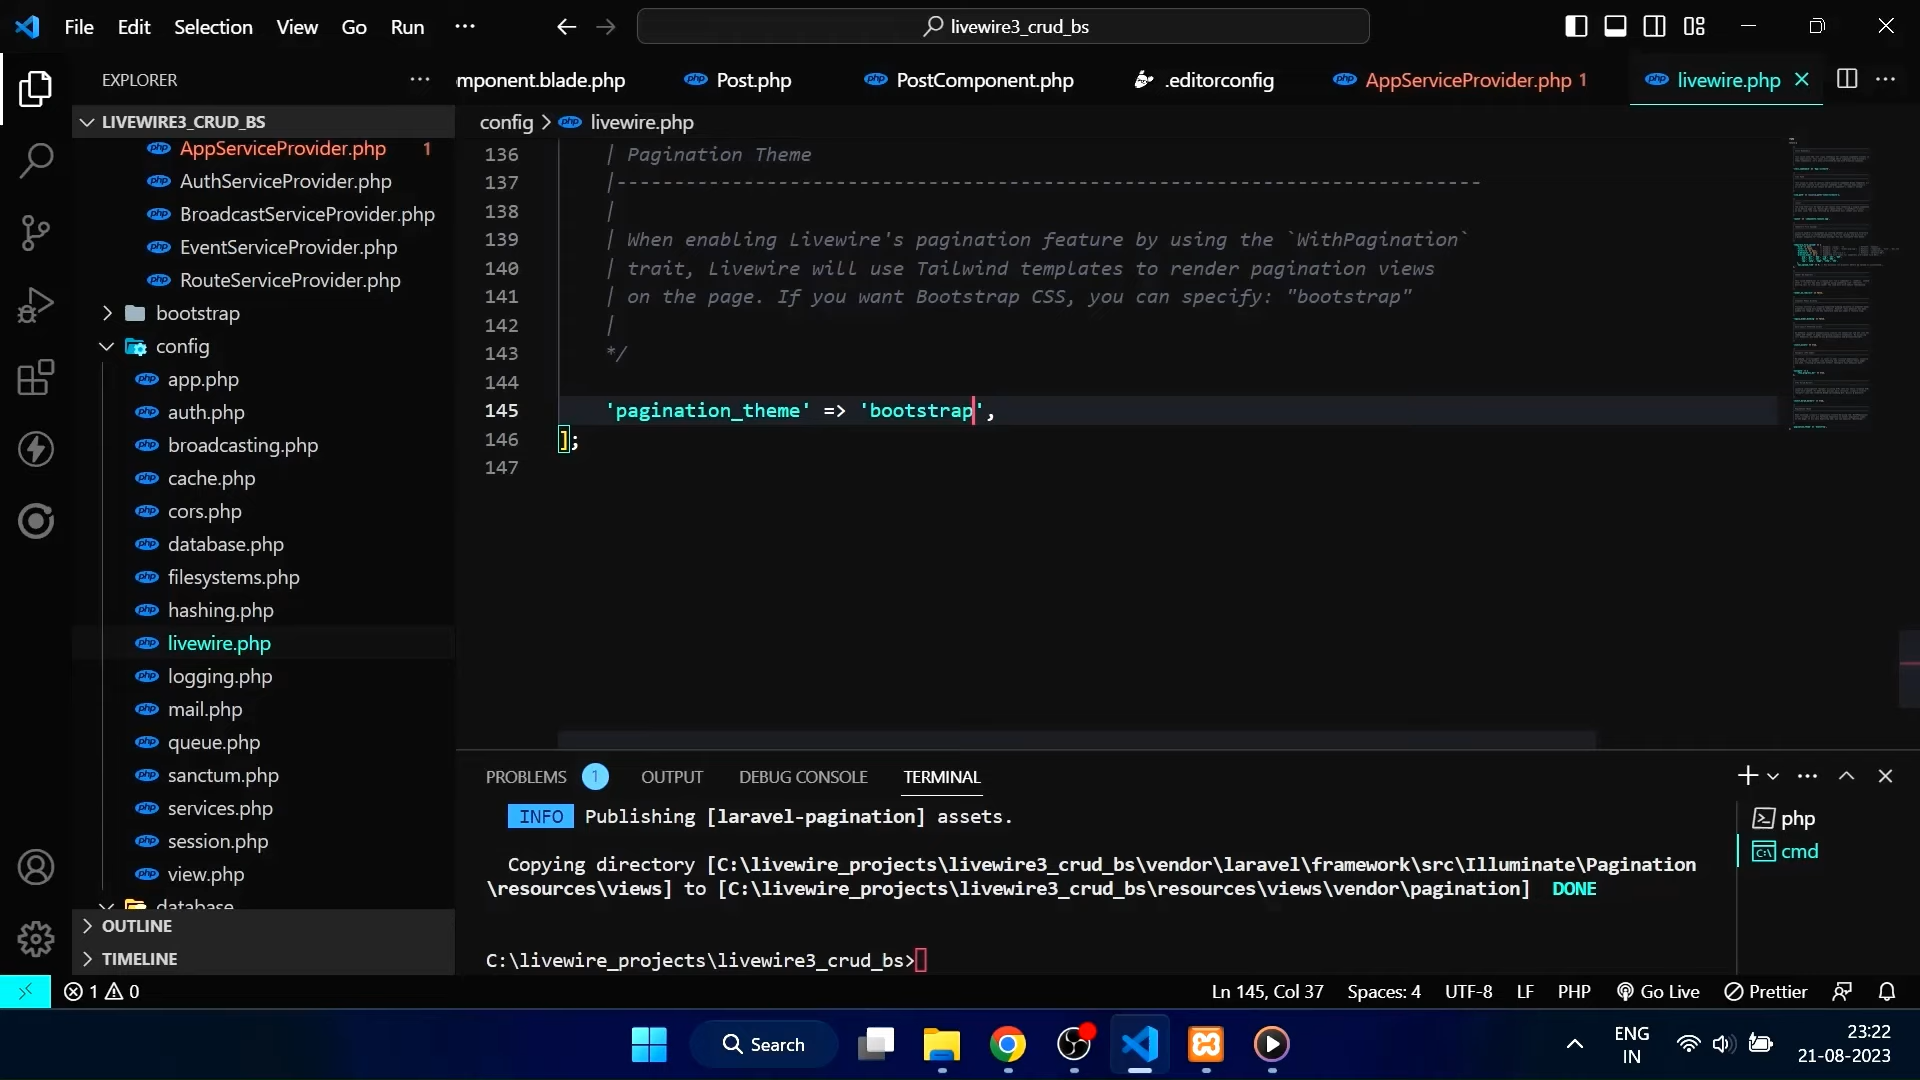 File Edit Selection View Go Run ··· livewire3_crud_bs
EXPLORER ···
mponent.blade.php Post.php PostComponent.php .editorconfig AppServiceProvider.php 1 livewire.php
LIVEWIRE3_CRUD_BS
config > livewire.php
AppServiceProvider.php 1
AuthServiceProvider.php
BroadcastServiceProvider.php
EventServiceProvider.php
RouteServiceProvider.php
bootstrap
config
app.php
auth.php
broadcasting.php
cache.php
cors.php
database.php
filesystems.php
hashing.php
livewire.php
logging.php
mail.php
queue.php
sanctum.php
services.php
session.php
view.php
database
OUTLINE
TIMELINE
136 | Pagination Theme
137 |---------------------------------------------------------------------------
138 |
139 | When enabling Livewire's pagination feature by using the `WithPagination`
140 | trait, Livewire will use Tailwind templates to render pagination views
141 | on the page. If you want Bootstrap CSS, you can specify: "bootstrap"
142 |
143 */
144
145 'pagination_theme' => 'bootstrap',
146 ];
147
PROBLEMS 1 OUTPUT DEBUG CONSOLE TERMINAL
INFO Publishing [laravel-pagination] assets.
Copying directory [C:\livewire_projects\livewire3_crud_bs\vendor\laravel\framework\src\Illuminate\Pagination
\resources\views] to [C:\livewire_projects\livewire3_crud_bs\resources\views\vendor\pagination] DONE
C:\livewire_projects\livewire3_crud_bs>
php
cmd
1 0 Ln 145, Col 37 Spaces: 4 UTF-8 LF PHP Go Live Prettier
Search
ENG
IN
23:22
21-08-2023